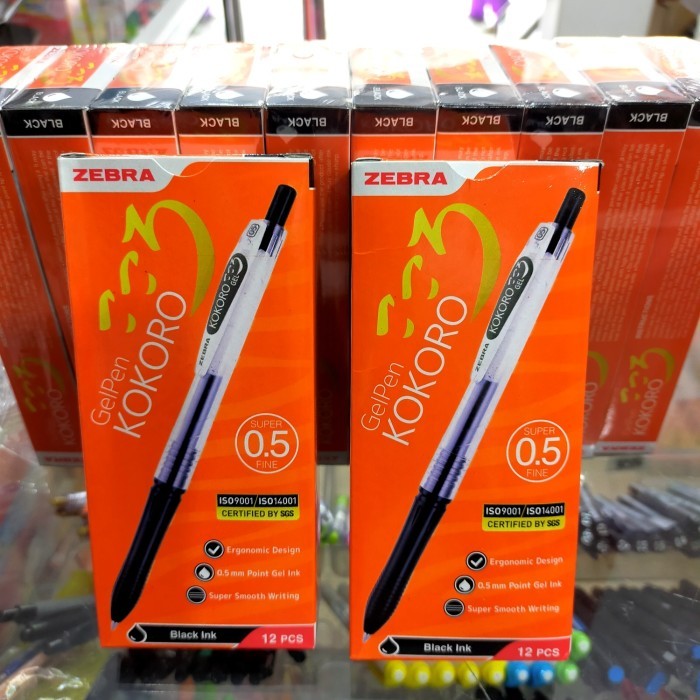 BLACK
BLACK
BLACK
BLACK
BLACK
BLACK
BLACK
BLACK
ZEBRA
GelPen
KOKORO
ZEBRA KOKORO GEL
SUPER
0.5
FINE
ISO9001/ISO14001
CERTIFIED BY SGS
Ergonomic Design
0.5 mm Point Gel Ink
Super Smooth Writing
Black Ink
12 PCS
ZEBRA
GelPen
KOKORO
ZEBRA KOKORO GEL
SUPER
0.5
FINE
ISO9001/ISO14001
CERTIFIED BY SGS
Ergonomic Design
0.5 mm Point Gel Ink
Super Smooth Writing
Black Ink
12 PCS
KOKORO